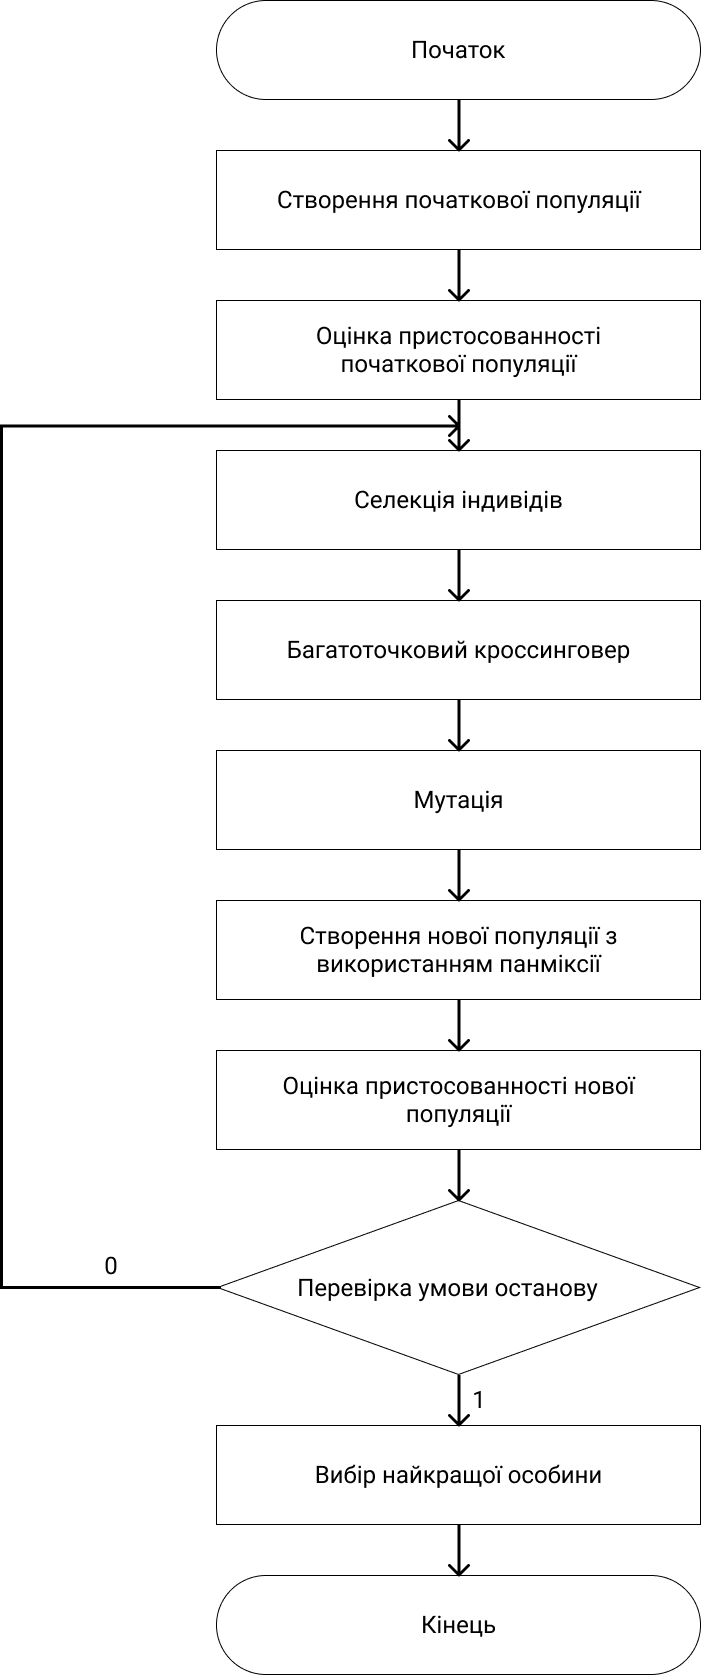 Початок
Створення початкової популяції
Оцінка пристосованності
початкової популяції
Селекція індивідів
Багатоточковий кроссинговер
Мутація
Створення нової популяції з
використанням панміксії
Оцінка пристосованності нової
популяції
0
Перевірка умови останову
1
Вибір найкращої особини
Кінець